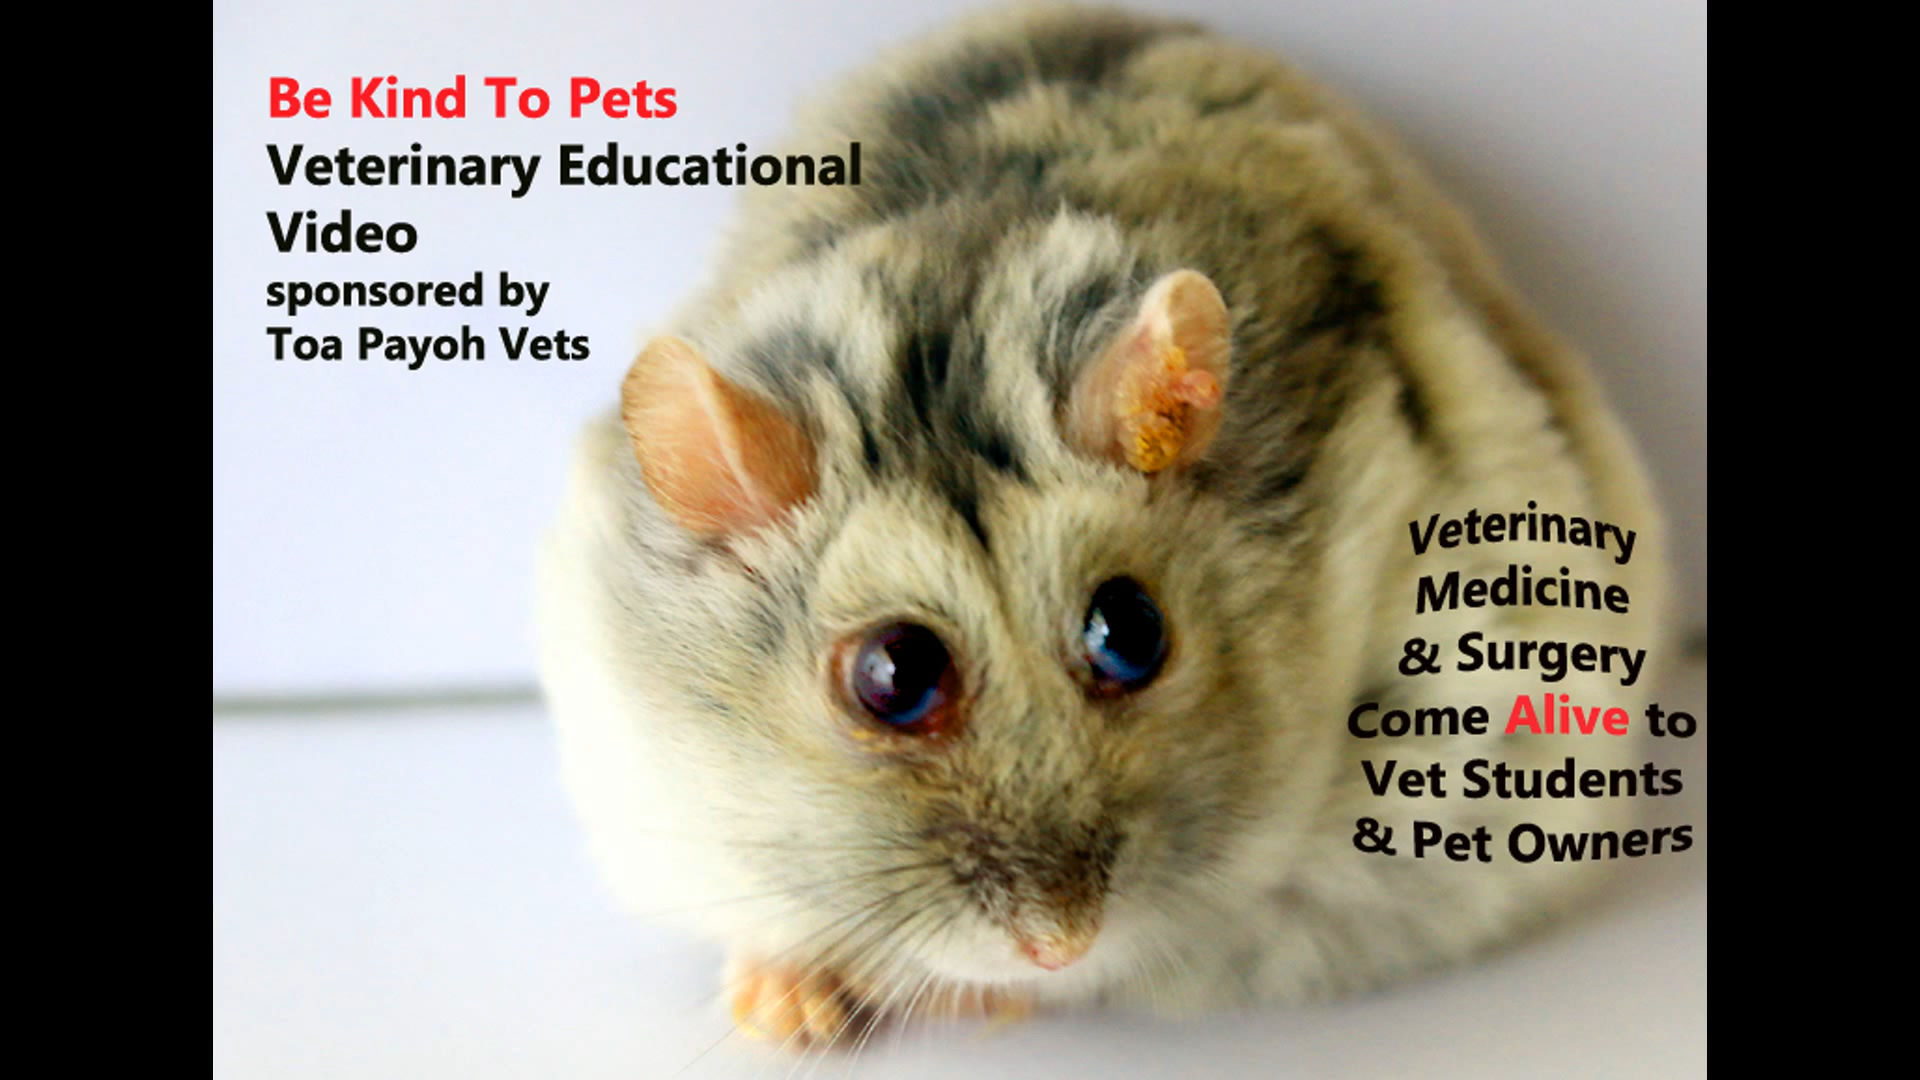 Be Kind To Pets
Veterinary Educational
Video
sponsored by
Toa Payoh Vets
Veterinary
Medicine
& Surgery
Come Alive to
Vet Students
& Pet Owners